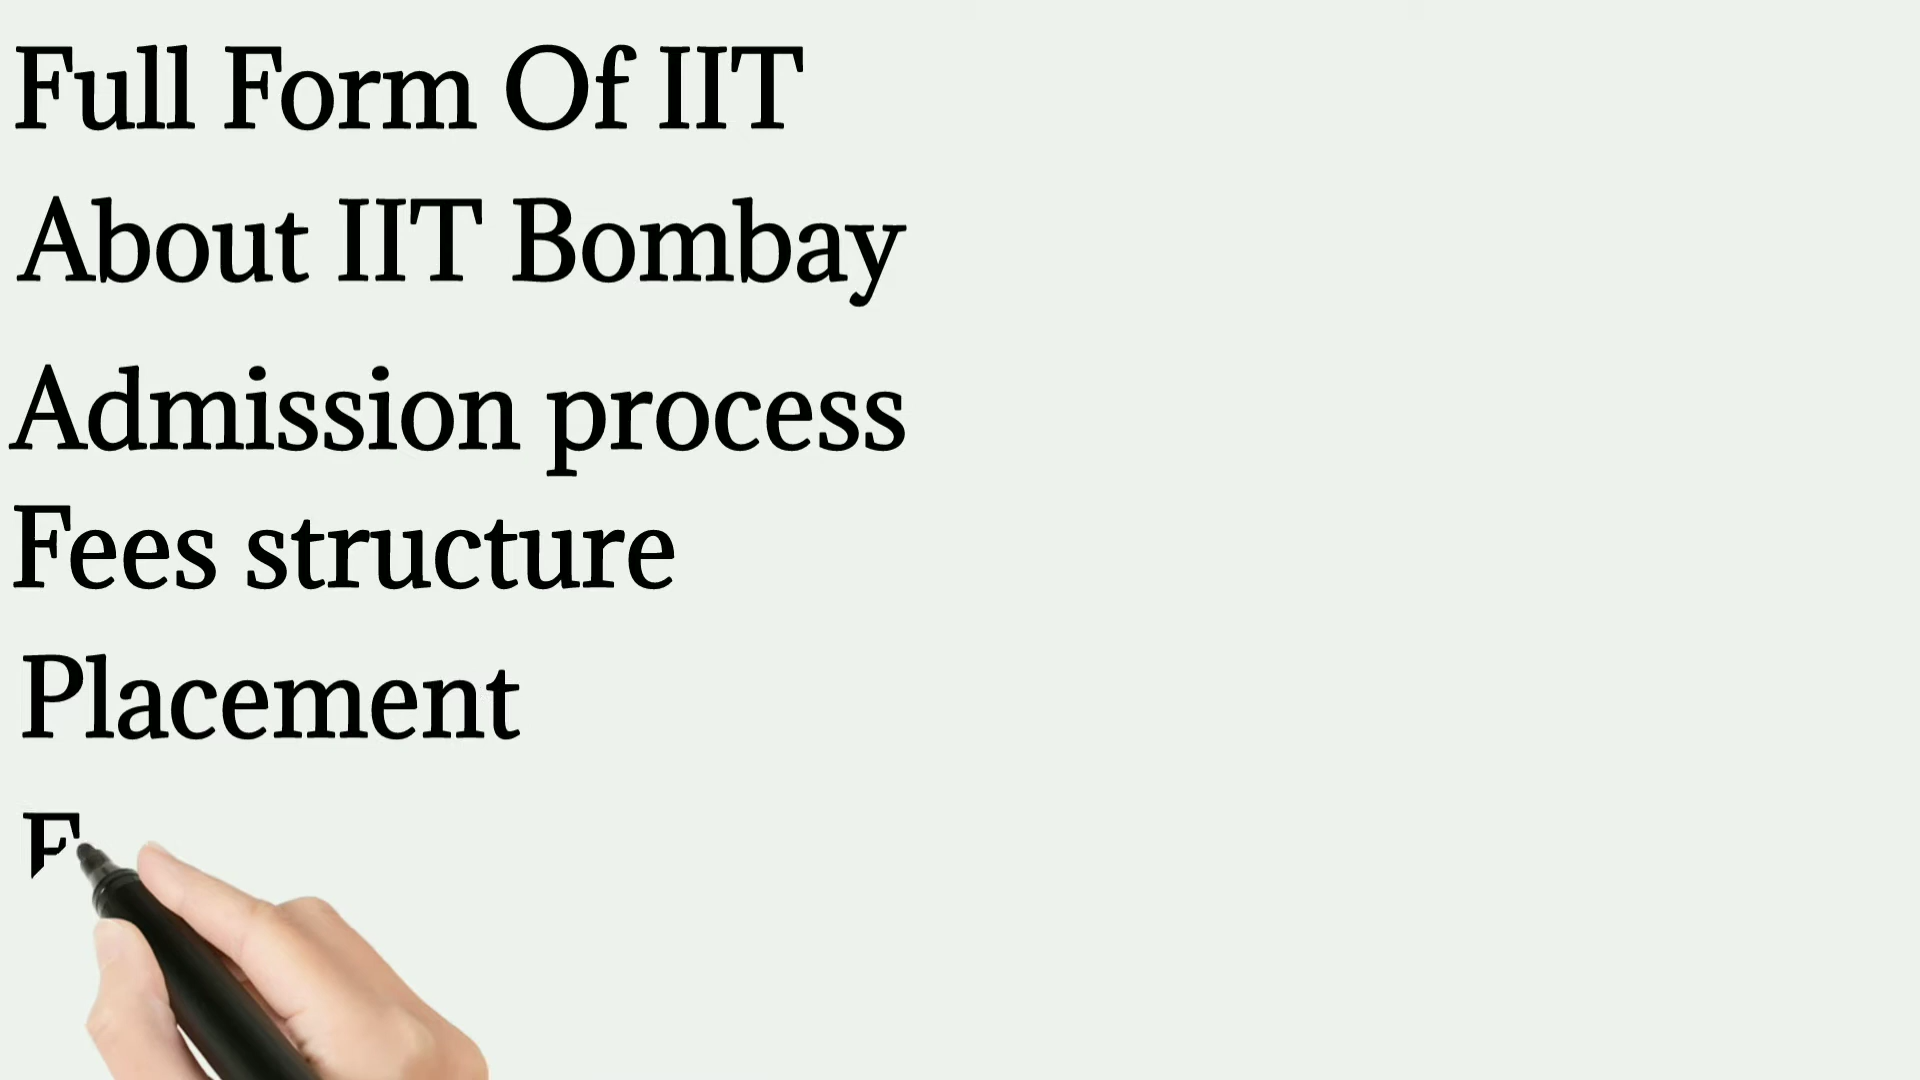 Full Form Of IIT
About IIT Bombay
Admission process
Fees structure
Placement